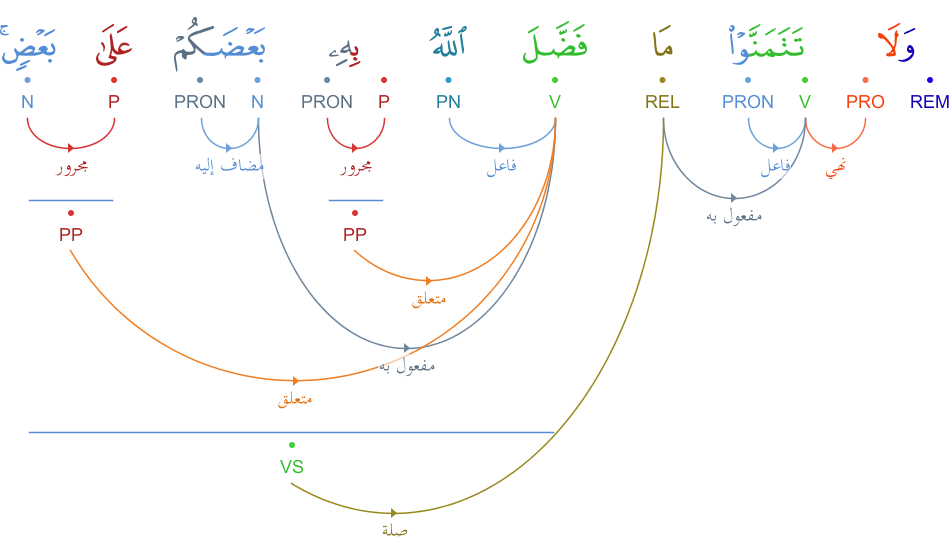 وَلَا تَتَمَنَّوْا۟ مَا فَضَّلَ ٱللَّهُ بِهِۦ بَعْضَكُمْ عَلَىٰ بَعْضٍۢ ۚ
REM PRO V PRON REL V PN P PRON N PRON P N
نهي فاعل فاعل مجرور مضاف إليه مجرور
مفعول به
PP PP
متعلق
مفعول به
متعلق
VS
صلة